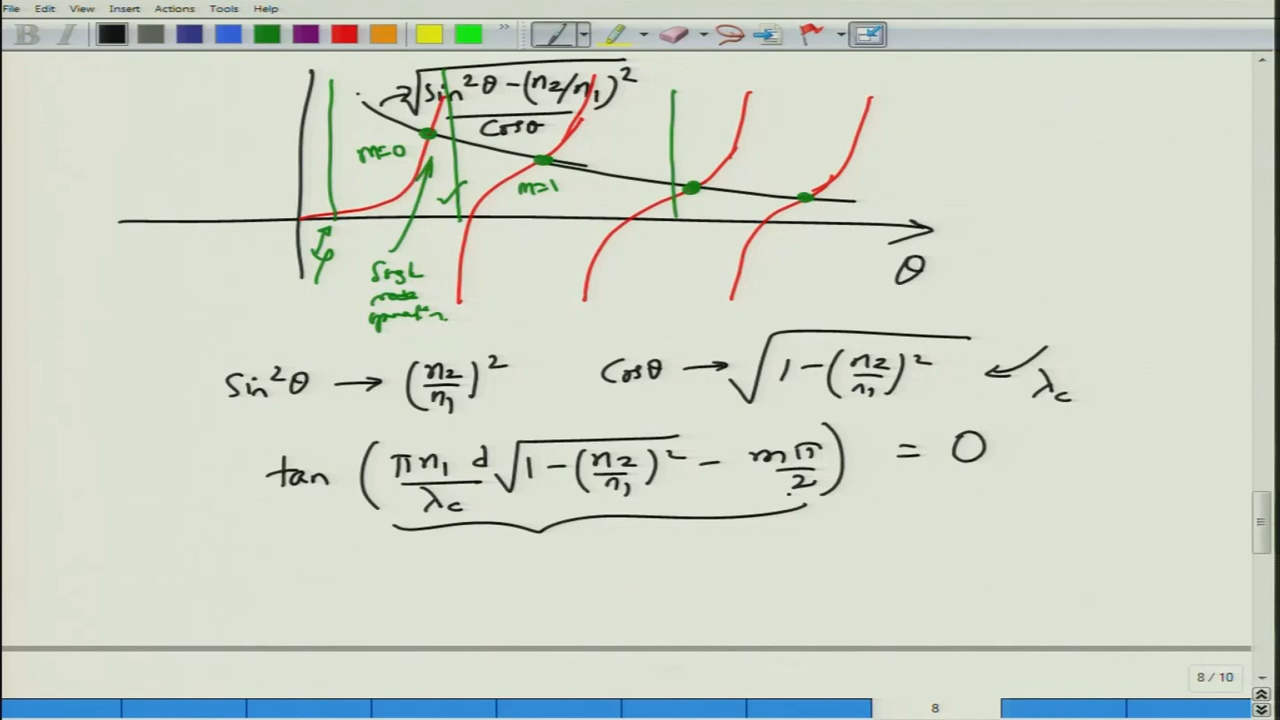 File Edit View Insert Actions Tools Help
B I
√(sin²θ − (n2/n1)²
cosθ
m=0
m=1
φ
θ
sin²θ → (n2/n1)² cosθ → √(1 − (n2/n1)²) ← λc
tan (πn1 d/λc √(1 − (n2/n1)²) − mπ/2) = 0
8 / 10
8